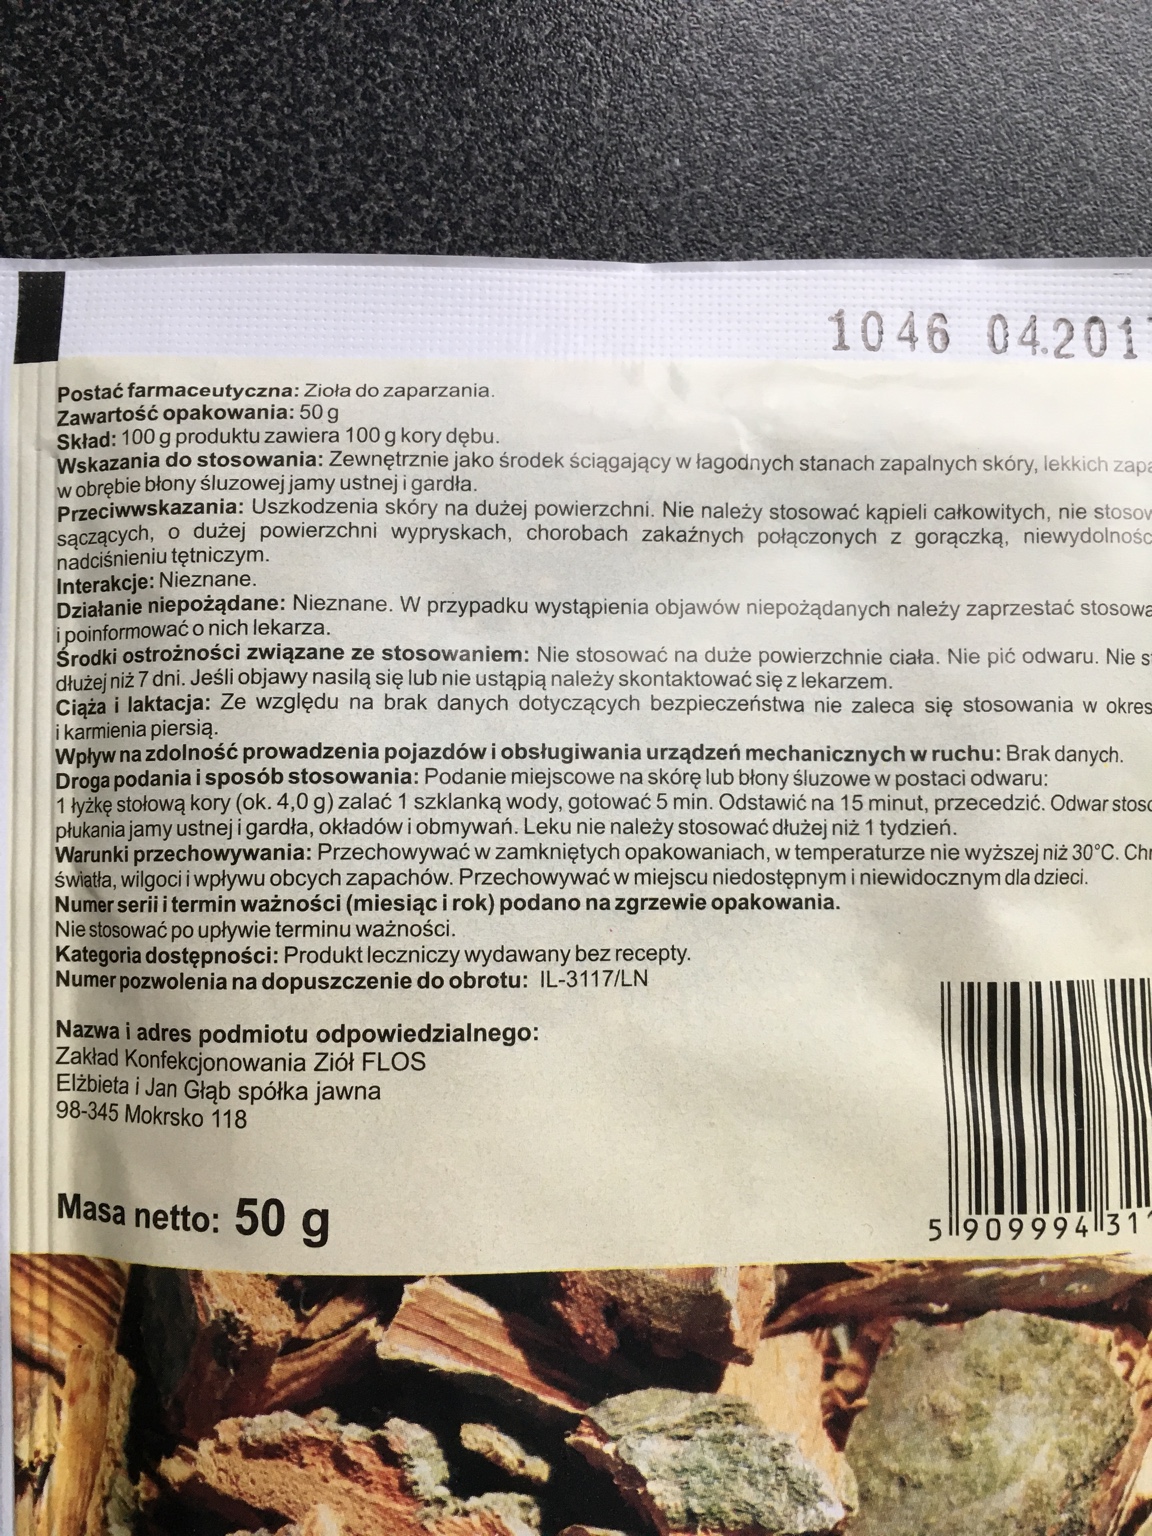 1046 04.201
Postać farmaceutyczna: Zioła do zaparzania.
Zawartość opakowania: 50 g
Skład: 100 g produktu zawiera 100 g kory dębu.
Wskazania do stosowania: Zewnętrznie jako środek ściągający w łagodnych stanach zapalnych skóry, lekkich
w obrębie błony śluzowej jamy ustnej i gardła.
Przeciwwskazania: Uszkodzenia skóry na dużej powierzchni. Nie należy stosować kąpieli całkowitych, nie
sączących, o dużej powierzchni wypryskach, chorobach zakaźnych połączonych z gorączką,
nadciśnieniu tętniczym.
Interakcje: Nieznane.
Działanie niepożądane: Nieznane. W przypadku wystąpienia objawów niepożądanych należy zaprzestać
i poinformować o nich lekarza.
Środki ostrożności związane ze stosowaniem: Nie stosować na duże powierzchnie ciała. Nie pić odwaru. Nie
dłużej niż 7 dni. Jeśli objawy nasilą się lub nie ustąpią należy skontaktować się z lekarzem.
Ciąża i laktacja: Ze względu na brak danych dotyczących bezpieczeństwa nie zaleca się stosowania w
i karmienia piersią.
Wpływ na zdolność prowadzenia pojazdów i obsługiwania urządzeń mechanicznych w ruchu: Brak danych.
Droga podania i sposób stosowania: Podanie miejscowe na skórę lub błony śluzowe w postaci odwaru:
1 łyżkę stołową kory (ok. 4,0 g) zalać 1 szklanką wody, gotować 5 min. Odstawić na 15 minut, przecedzić. Odwar
płukania jamy ustnej i gardła, okładów i obmywań. Leku nie należy stosować dłużej niż 1 tydzień.
Warunki przechowywania: Przechowywać w zamkniętych opakowaniach, w temperaturze nie wyższej niż 30°C.
światła, wilgoci i wpływu obcych zapachów. Przechowywać w miejscu niedostępnym i niewidocznym dla dzieci.
Numer serii i termin ważności (miesiąc i rok) podano na zgrzewie opakowania.
Nie stosować po upływie terminu ważności.
Kategoria dostępności: Produkt leczniczy wydawany bez recepty.
Numer pozwolenia na dopuszczenie do obrotu: IL-3117/LN
Nazwa i adres podmiotu odpowiedzialnego:
Zakład Konfekcjonowania Ziół FLOS
Elżbieta i Jan Głąb spółka jawna
98-345 Mokrsko 118
Masa netto: 50 g
5 909994 31